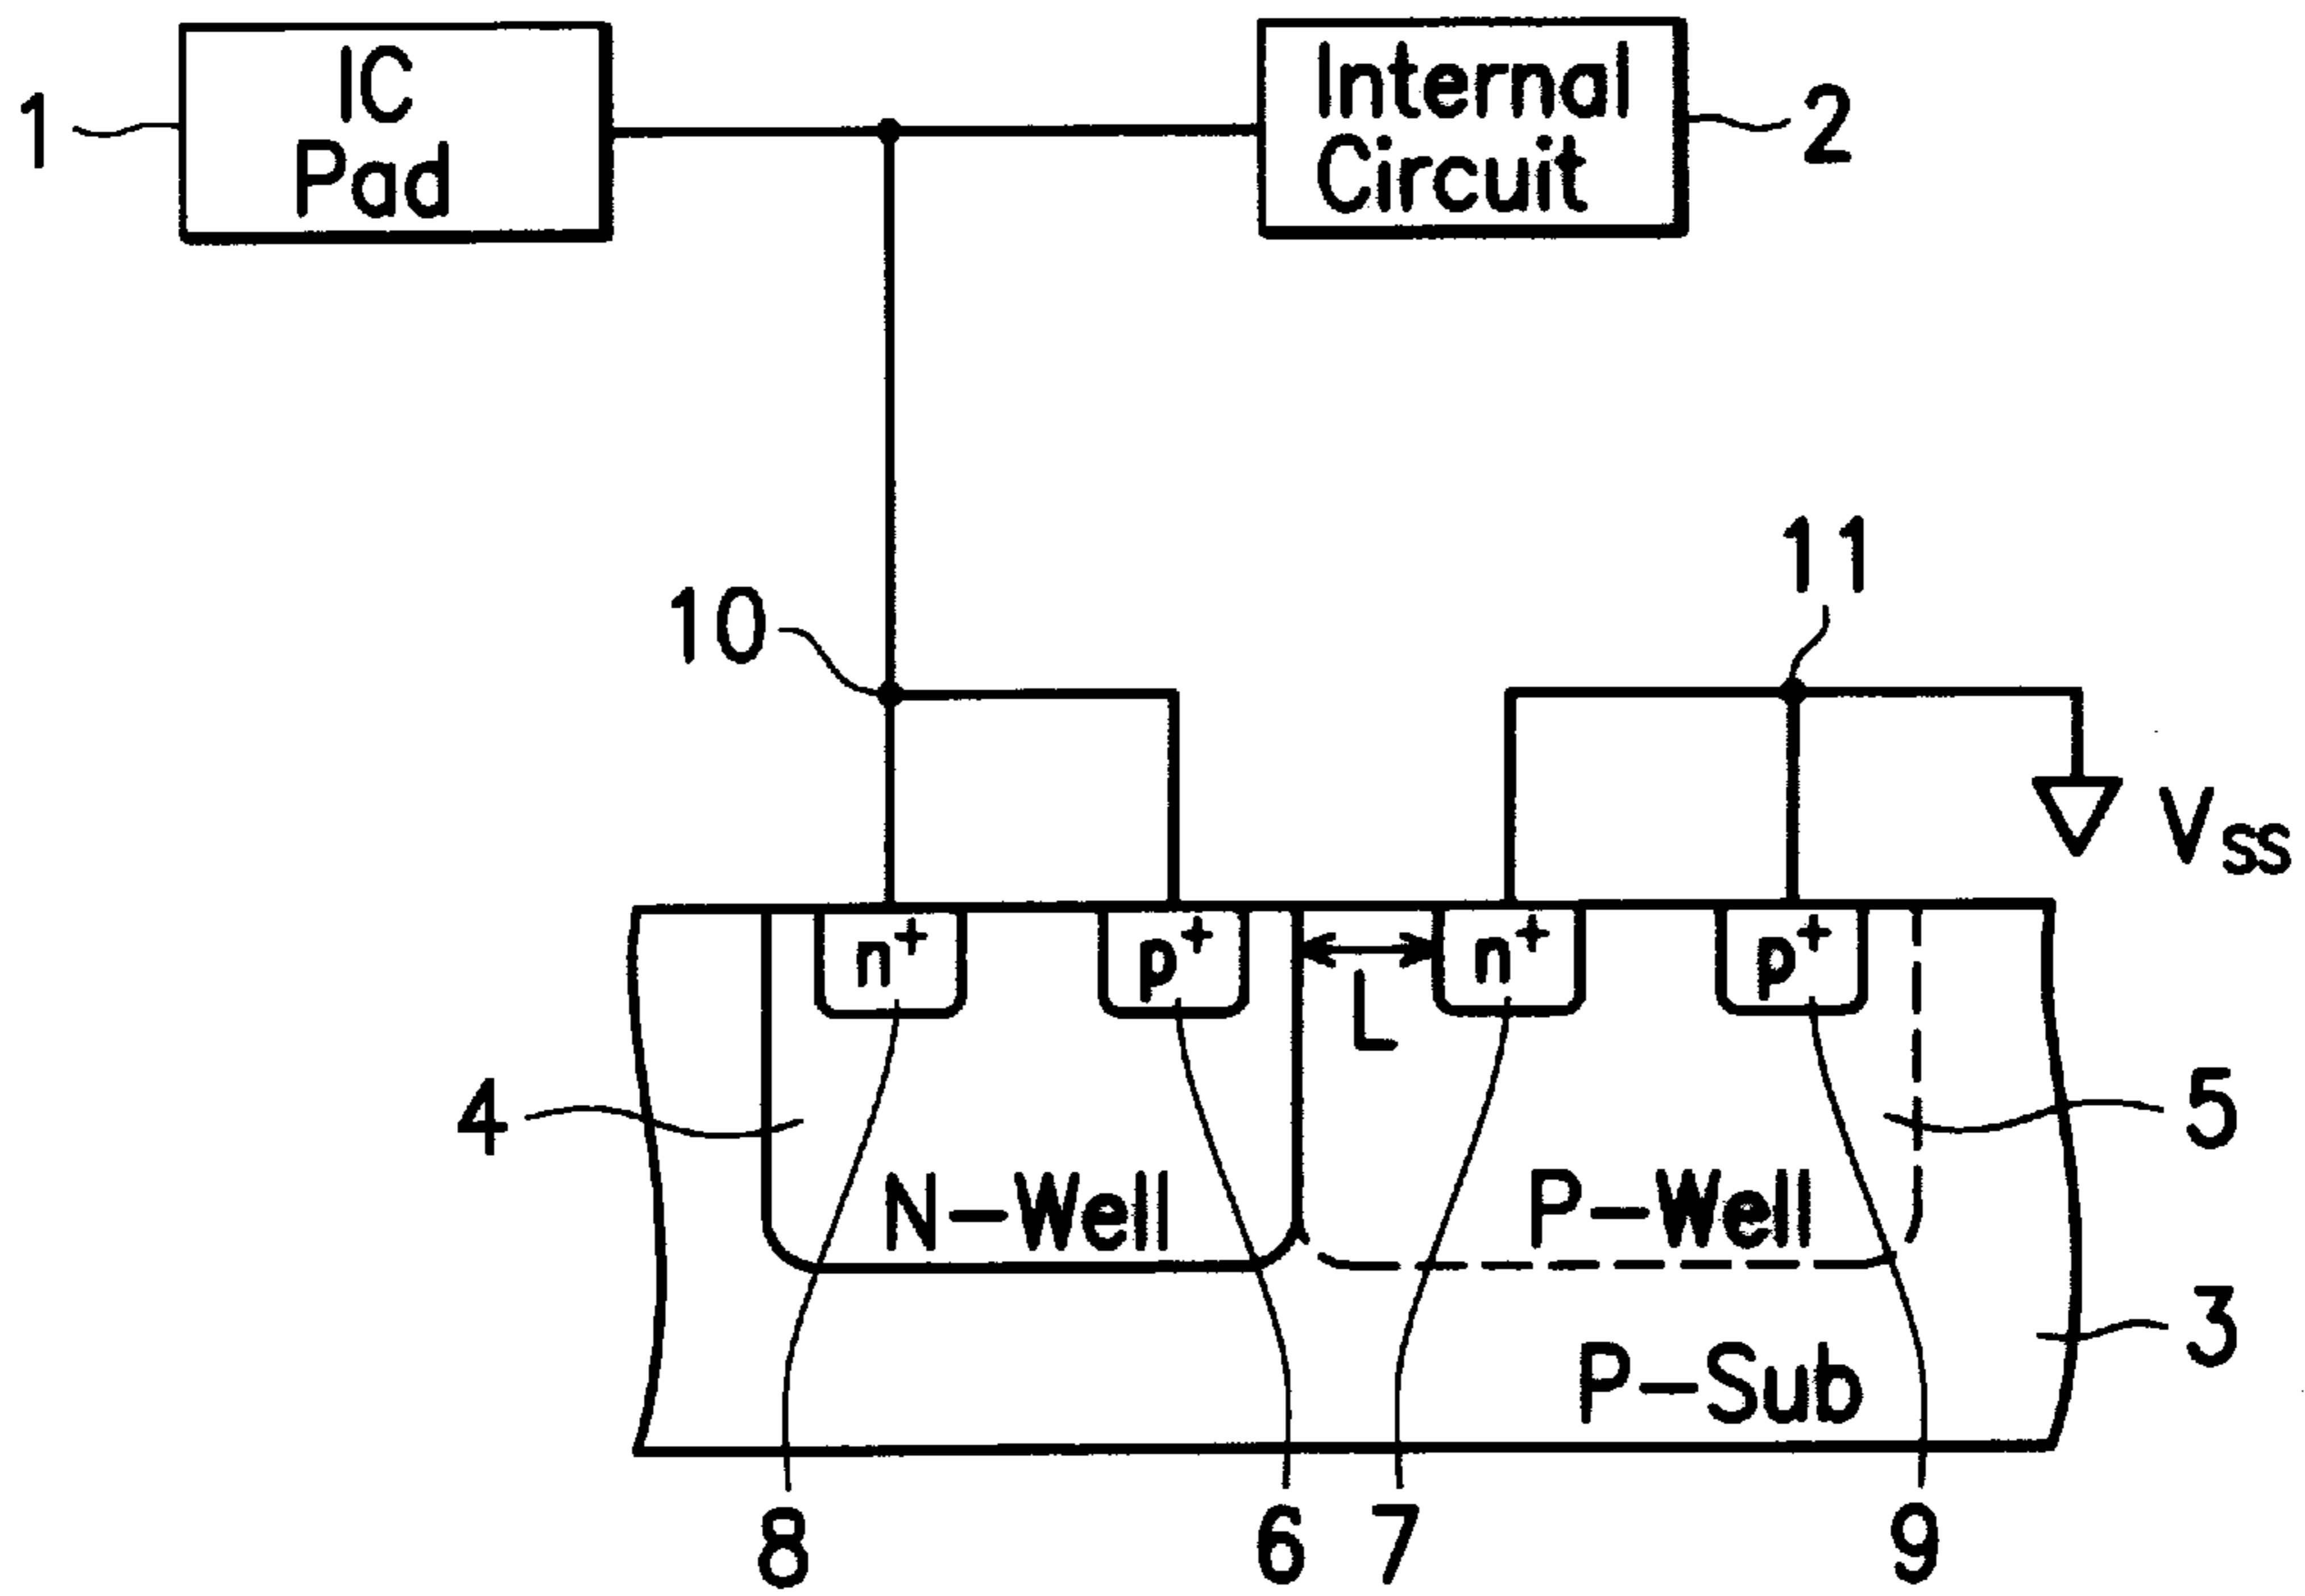 IC
Pad
Internal
Circuit
1
2
10
11
Vss
n+
p+
L
n+
p+
4
5
N-Well
P-Well
3
P-Sub
8
6
7
9